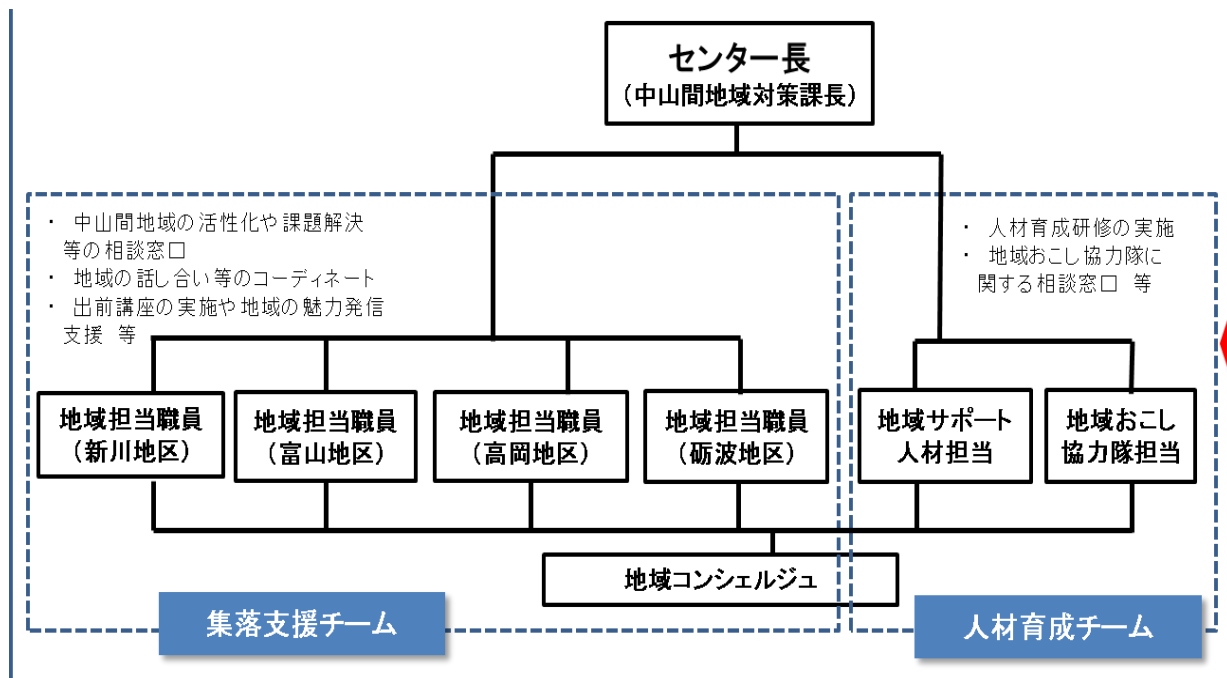 センター長
（中山間地域対策課長）
・ 中山間地域の活性化や課題解決
等の相談窓口
・ 地域の話し合い等のコーディネート
・ 出前講座の実施や地域の魅力発信
支援 等
・ 人材育成研修の実施
・ 地域おこし協力隊に
関する相談窓口 等
地域担当職員
（新川地区）
地域担当職員
（富山地区）
地域担当職員
（高岡地区）
地域担当職員
（砺波地区）
地域サポート
人材担当
地域おこし
協力隊担当
地域コンシェルジュ
集落支援チーム
人材育成チーム